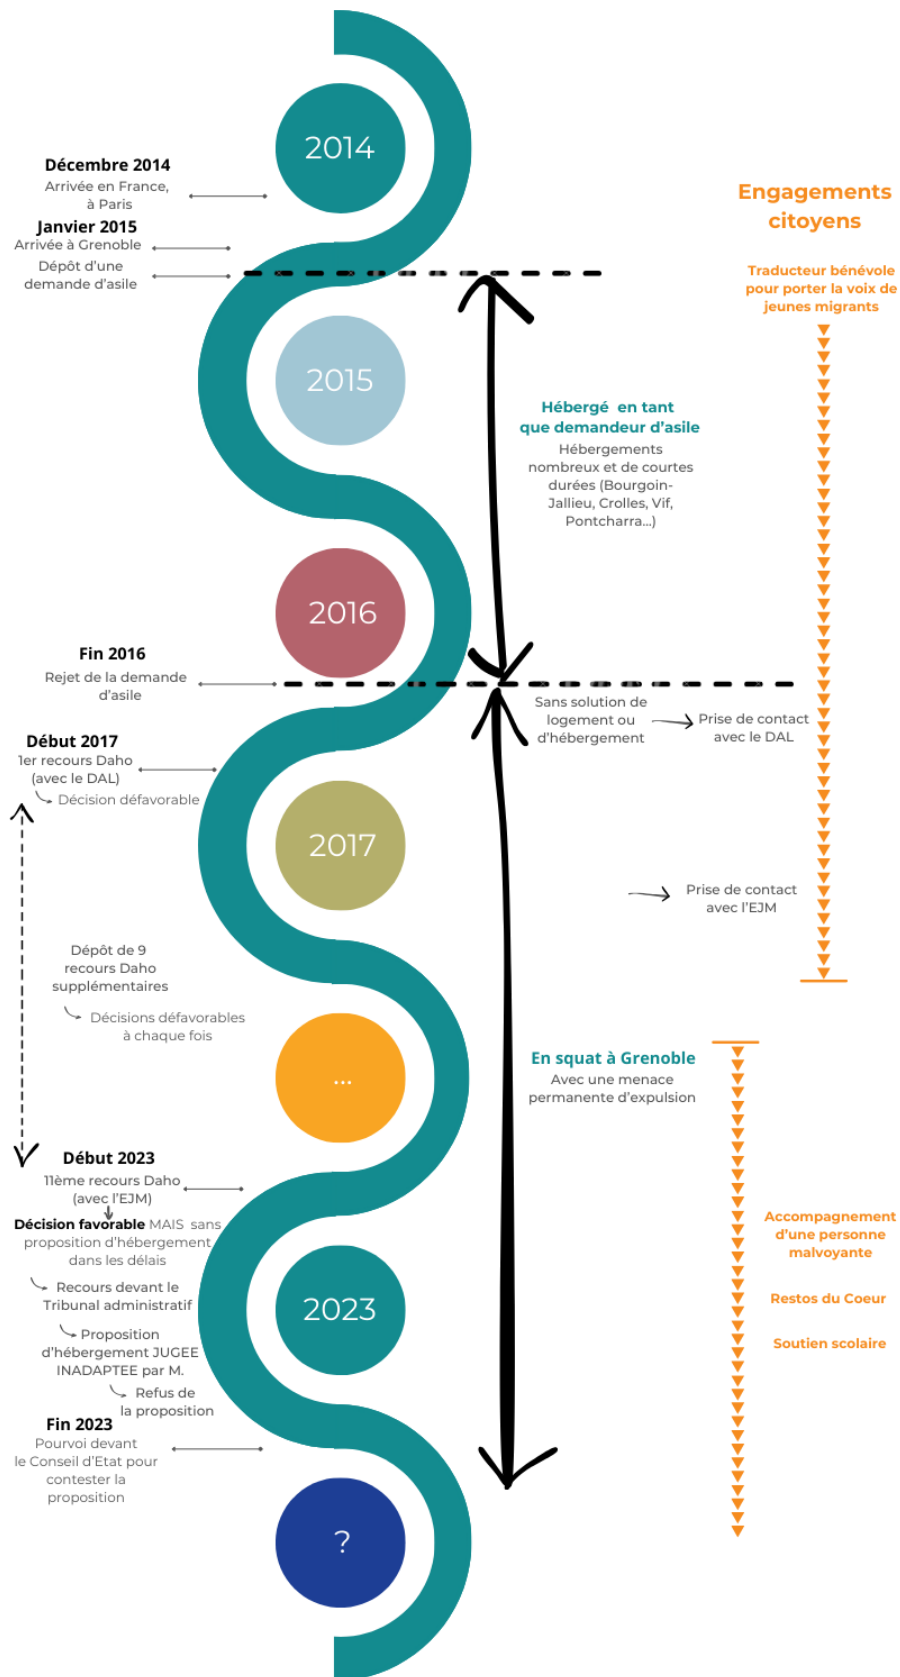 2014
Décembre 2014
Arrivée en France,
à Paris
Janvier 2015
Arrivée à Grenoble
Dépôt d'une
demande d'asile
Engagements
citoyens
Traducteur bénévole
pour porter la voix de
jeunes migrants
2015
Hébergé en tant
que demandeur d'asile
Hébergements
nombreux et de courtes
durées (Bourgoin-
Jallieu, Crolles, Vif,
Pontcharra...)
2016
Fin 2016
Rejet de la demande
d'asile
Sans solution de
logement ou
d'hébergement
Prise de contact
avec le DAL
Début 2017
1er recours Daho
(avec le DAL)
Décision défavorable
2017
Prise de contact
avec l'EJM
Dépôt de 9
recours Daho
supplémentaires
Décisions défavorables
à chaque fois
...
En squat à Grenoble
Avec une menace
permanente d'expulsion
Début 2023
11ème recours Daho
(avec l'EJM)
Décision favorable MAIS sans
proposition d'hébergement
dans les délais
Recours devant le
Tribunal administratif
Proposition
d'hébergement JUGEE
INADAPTEE par M.
Refus de
la proposition
2023
Accompagnement
d'une personne
malvoyante
Restos du Coeur
Soutien scolaire
Fin 2023
Pourvoi devant
le Conseil d'Etat pour
contester la
proposition
?